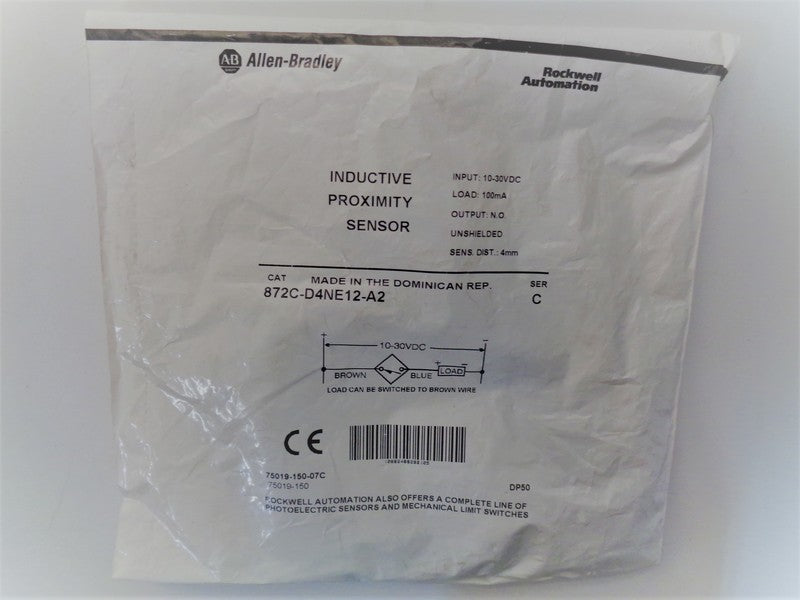 AB Allen-Bradley
Rockwell
Automation
INDUCTIVE
PROXIMITY
SENSOR
INPUT: 10-30VDC
LOAD: 100mA
OUTPUT: N.O.
UNSHIELDED
SENS. DIST.: 4mm
CAT MADE IN THE DOMINICAN REP. SER
872C-D4NE12-A2 C
+ -
10-30VDC
+ -
BROWN BLUE LOAD
LOAD CAN BE SWITCHED TO BROWN WIRE
CE
75019-150-07C
75019-150 DP50
ROCKWELL AUTOMATION ALSO OFFERS A COMPLETE LINE OF
PHOTOELECTRIC SENSORS AND MECHANICAL LIMIT SWITCHES